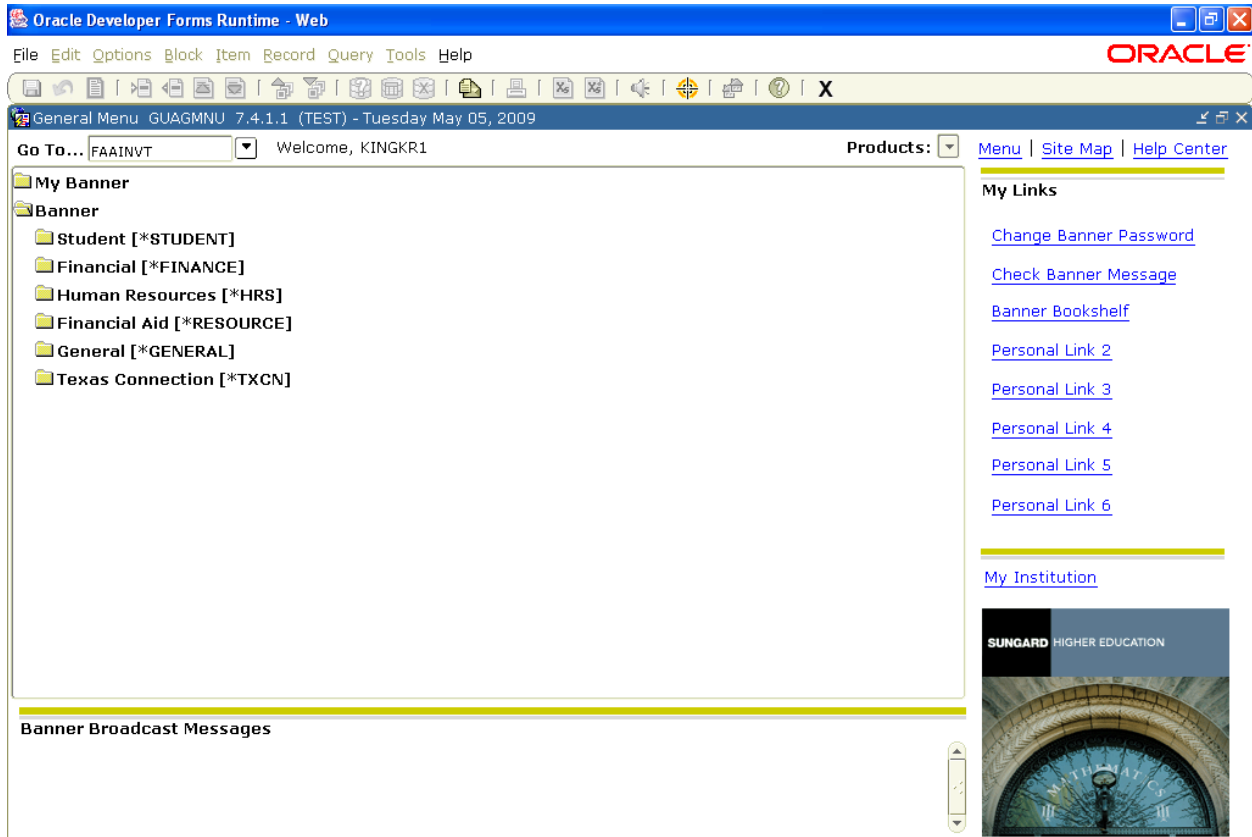 Oracle Developer Forms Runtime - Web
File Edit Options Block Item Record Query Tools Help
ORACLE
X
General Menu GUAGMNU 7.4.1.1 (TEST) - Tuesday May 05, 2009
Go To... FAAINVT Welcome, KINGKR1 Products: Menu | Site Map | Help Center
My Banner
Banner
Student [*STUDENT]
Financial [*FINANCE]
Human Resources [*HRS]
Financial Aid [*RESOURCE]
General [*GENERAL]
Texas Connection [*TXCN]
My Links
Change Banner Password
Check Banner Message
Banner Bookshelf
Personal Link 2
Personal Link 3
Personal Link 4
Personal Link 5
Personal Link 6
My Institution
SUNGARD HIGHER EDUCATION
MATHEMATICS
Banner Broadcast Messages